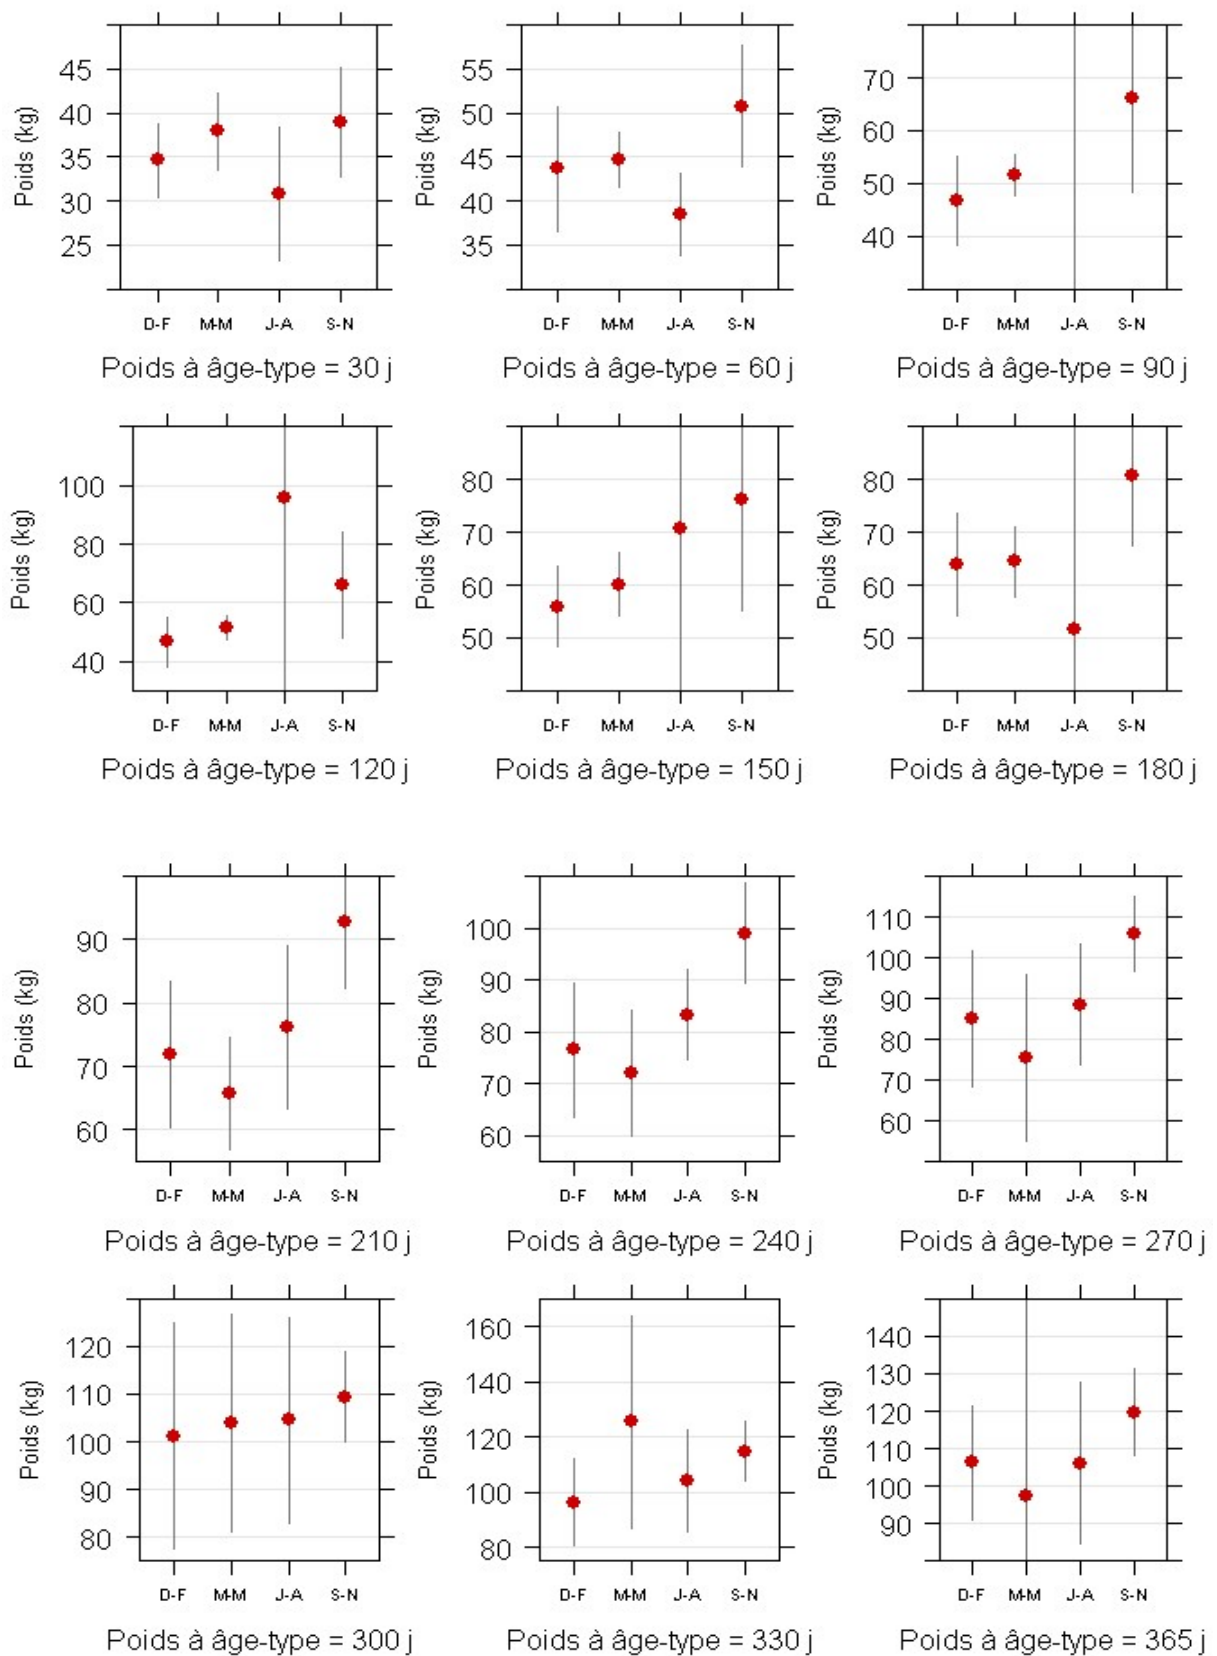 Poids (kg)
45
40
35
30
25
D-F M-M J-A S-N
Poids à âge-type = 30 j
Poids (kg)
55
50
45
40
35
D-F M-M J-A S-N
Poids à âge-type = 60 j
Poids (kg)
70
60
50
40
D-F M-M J-A S-N
Poids à âge-type = 90 j
Poids (kg)
100
80
60
40
D-F M-M J-A S-N
Poids à âge-type = 120 j
Poids (kg)
80
70
60
50
D-F M-M J-A S-N
Poids à âge-type = 150 j
Poids (kg)
80
70
60
50
D-F M-M J-A S-N
Poids à âge-type = 180 j
Poids (kg)
90
80
70
60
D-F M-M J-A S-N
Poids à âge-type = 210 j
Poids (kg)
100
90
80
70
60
D-F M-M J-A S-N
Poids à âge-type = 240 j
Poids (kg)
110
100
90
80
70
60
D-F M-M J-A S-N
Poids à âge-type = 270 j
Poids (kg)
120
110
100
90
80
D-F M-M J-A S-N
Poids à âge-type = 300 j
Poids (kg)
160
140
120
100
80
D-F M-M J-A S-N
Poids à âge-type = 330 j
Poids (kg)
140
130
120
110
100
90
D-F M-M J-A S-N
Poids à âge-type = 365 j